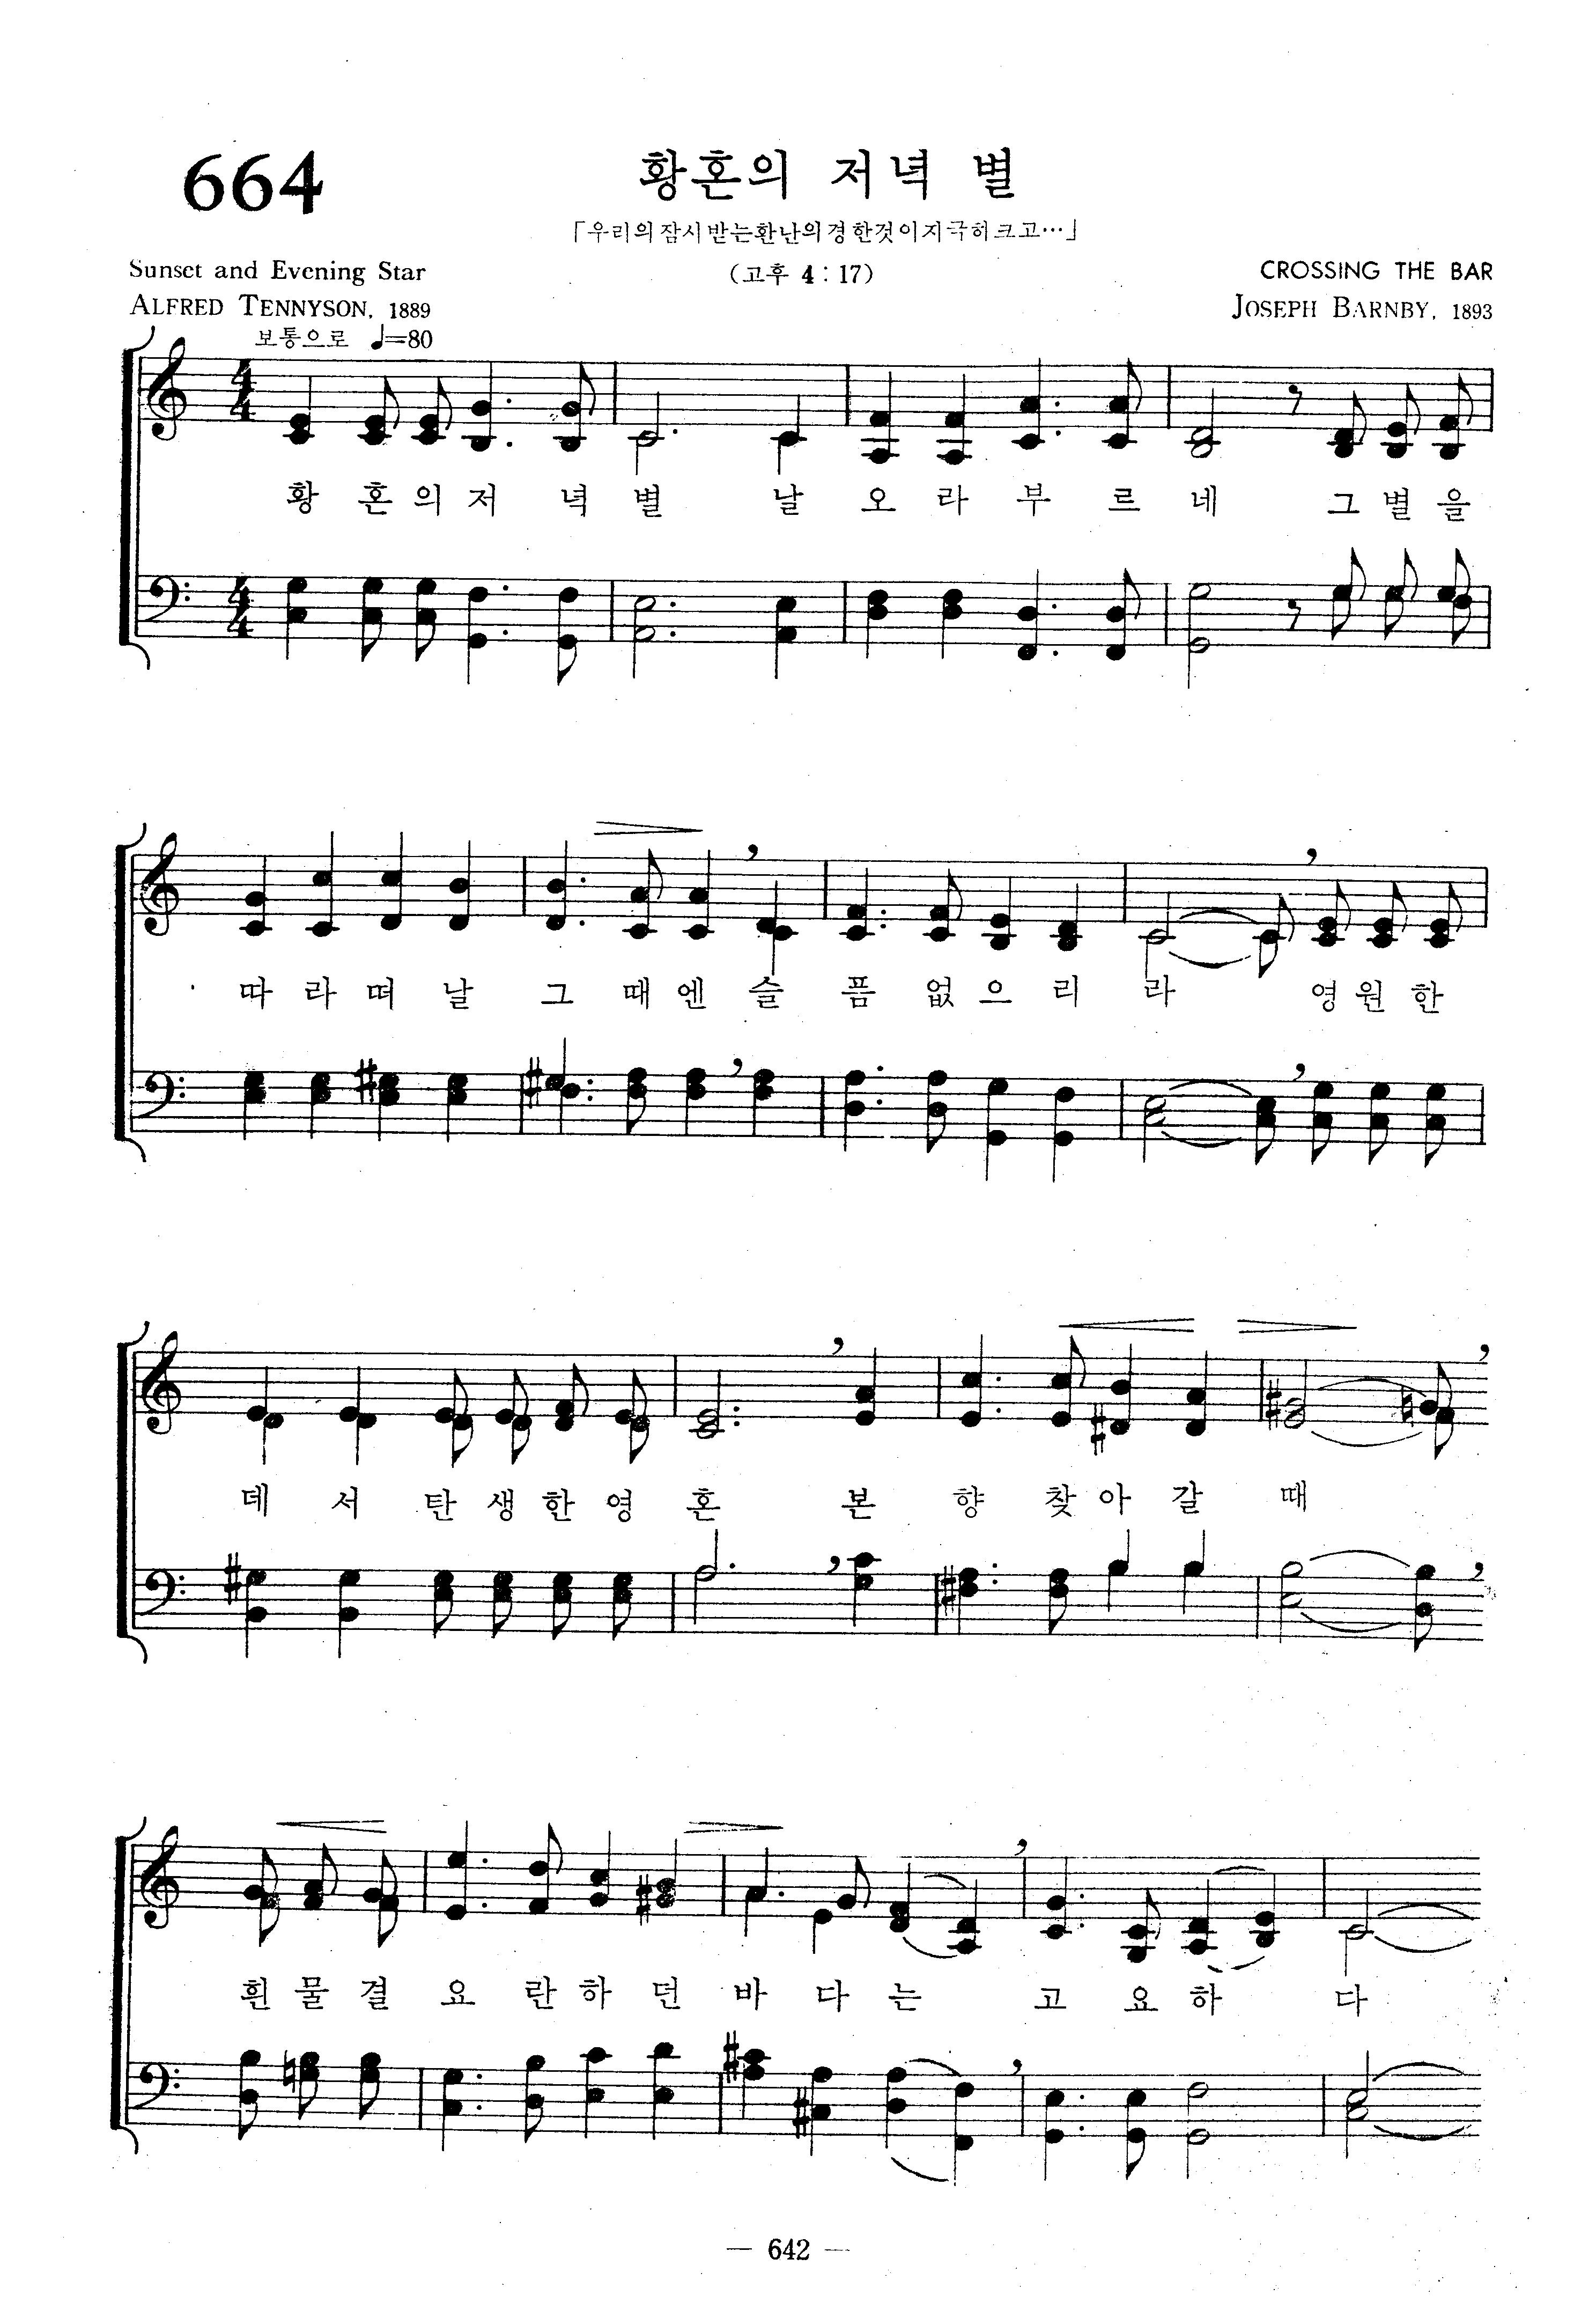 664
황혼의 저녁 별
「우리의 잠시 받는 환난의 경한것이 지극히 크고…」
Sunset and Evening Star
(고후 4 : 17)
CROSSING THE BAR
ALFRED TENNYSON, 1889
JOSEPH BARNBY, 1893
보통으로 ♩=80
4/4
황 혼 의 저 녁 별 날 오 라 부 르 네 그 별 을
따 라 떠 날 그 때 엔 슬 픔 없 으 리 라 영 원 한
데 서 탄 생 한 영 혼 본 향 찾 아 갈 때
흰 물 결 요 란 하 던 바 다 는 고 요 하 다
— 642 —